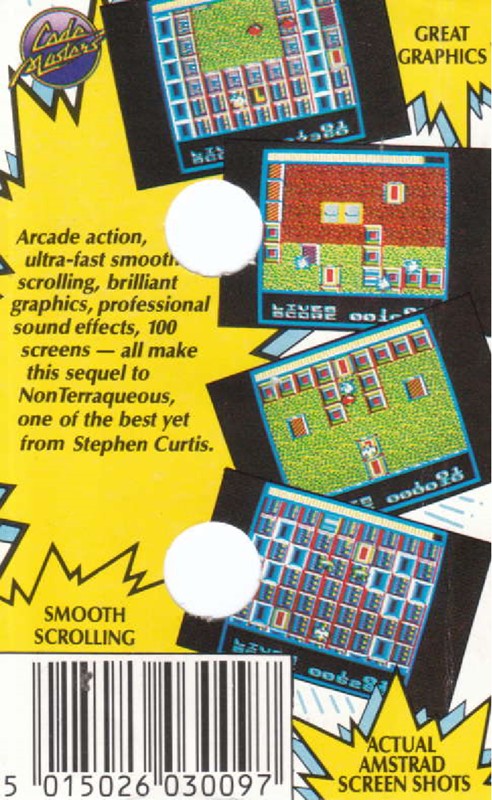 Code
Masters
GREAT
GRAPHICS
Arcade action,
ultra-fast smooth
scrolling, brilliant
graphics, professional
sound effects, 100
screens — all make
this sequel to
NonTerraqueous,
one of the best yet
from Stephen Curtis.
LIVES
SCORE
SMOOTH
SCROLLING
5 015026 030097
ACTUAL
AMSTRAD
SCREEN SHOTS